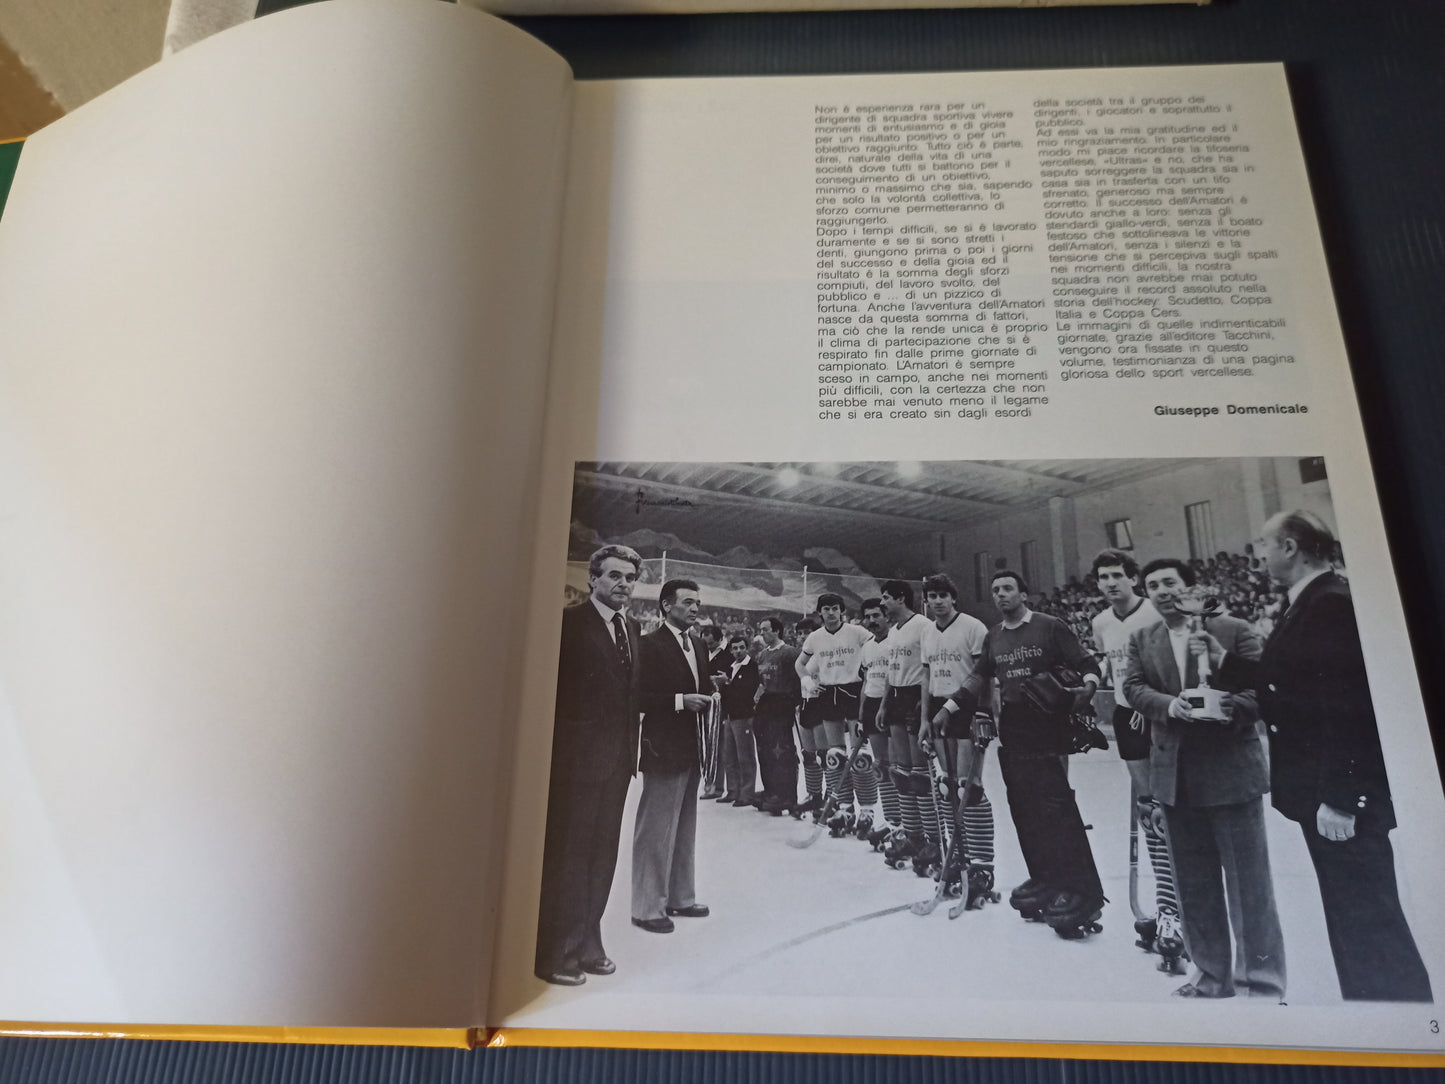 Non è esperienza rara per un
dirigente di squadra sportiva vivere
momenti di entusiasmo e di gioia
per un risultato positivo o per un
obiettivo raggiunto. Tutto ciò è parte,
direi, naturale della vita di una
società dove tutti si battono per il
conseguimento di un obiettivo,
minimo o massimo che sia, sapendo
che solo la volontà collettiva, lo
sforzo comune permetteranno di
raggiungerlo.
Dopo i tempi difficili, se si è lavorato
duramente e se si sono stretti i
denti, giungono prima o poi i giorni
del successo e della gioia ed il
risultato è la somma degli sforzi
compiuti, del lavoro svolto, del
pubblico e ... di un pizzico di
fortuna. Anche l'avventura dell'Amatori
nasce da questa somma di fattori,
ma ciò che la rende unica è proprio
il clima di partecipazione che si è
respirato fin dalle prime giornate di
campionato. L'Amatori è sempre
sceso in campo, anche nei momenti
più difficili, con la certezza che non
sarebbe mai venuto meno il legame
che si era creato sin dagli esordi
della società tra il gruppo dei
dirigenti, i giocatori e soprattutto il
pubblico.
Ad essi va la mia gratitudine ed il
mio ringraziamento. In particolare
modo mi piace ricordare la tifoseria
vercellese, «Ultras» e no, che ha
saputo sorreggere la squadra sia in
casa sia in trasferta con un tifo
sfrenato, generoso ma sempre
corretto. Il successo dell'Amatori è
dovuto anche a loro: senza gli
stendardi giallo-verdi, senza il boato
festoso che sottolineava le vittorie
dell'Amatori, senza i silenzi e la
tensione che si percepiva sugli spalti
nei momenti difficili, la nostra
squadra non avrebbe mai potuto
conseguire il record assoluto nella
storia dell'hockey: Scudetto, Coppa
Italia e Coppa Cers.
Le immagini di quelle indimenticabili
giornate, grazie all'editore Tacchini,
vengono ora fissate in questo
volume, testimonianza di una pagina
gloriosa dello sport vercellese.
Giuseppe Domenicale
maglificio
anna
maglificio
anna
3